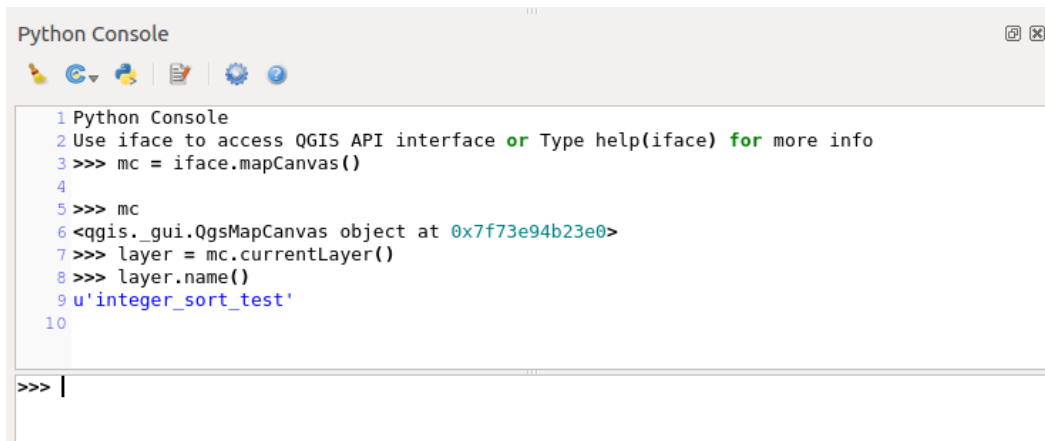 Python Console
1 Python Console
2 Use iface to access QGIS API interface or Type help(iface) for more info
3 >>> mc = iface.mapCanvas()
4
5 >>> mc
6 <qgis._gui.QgsMapCanvas object at 0x7f73e94b23e0>
7 >>> layer = mc.currentLayer()
8 >>> layer.name()
9 u'integer_sort_test'
10
>>>